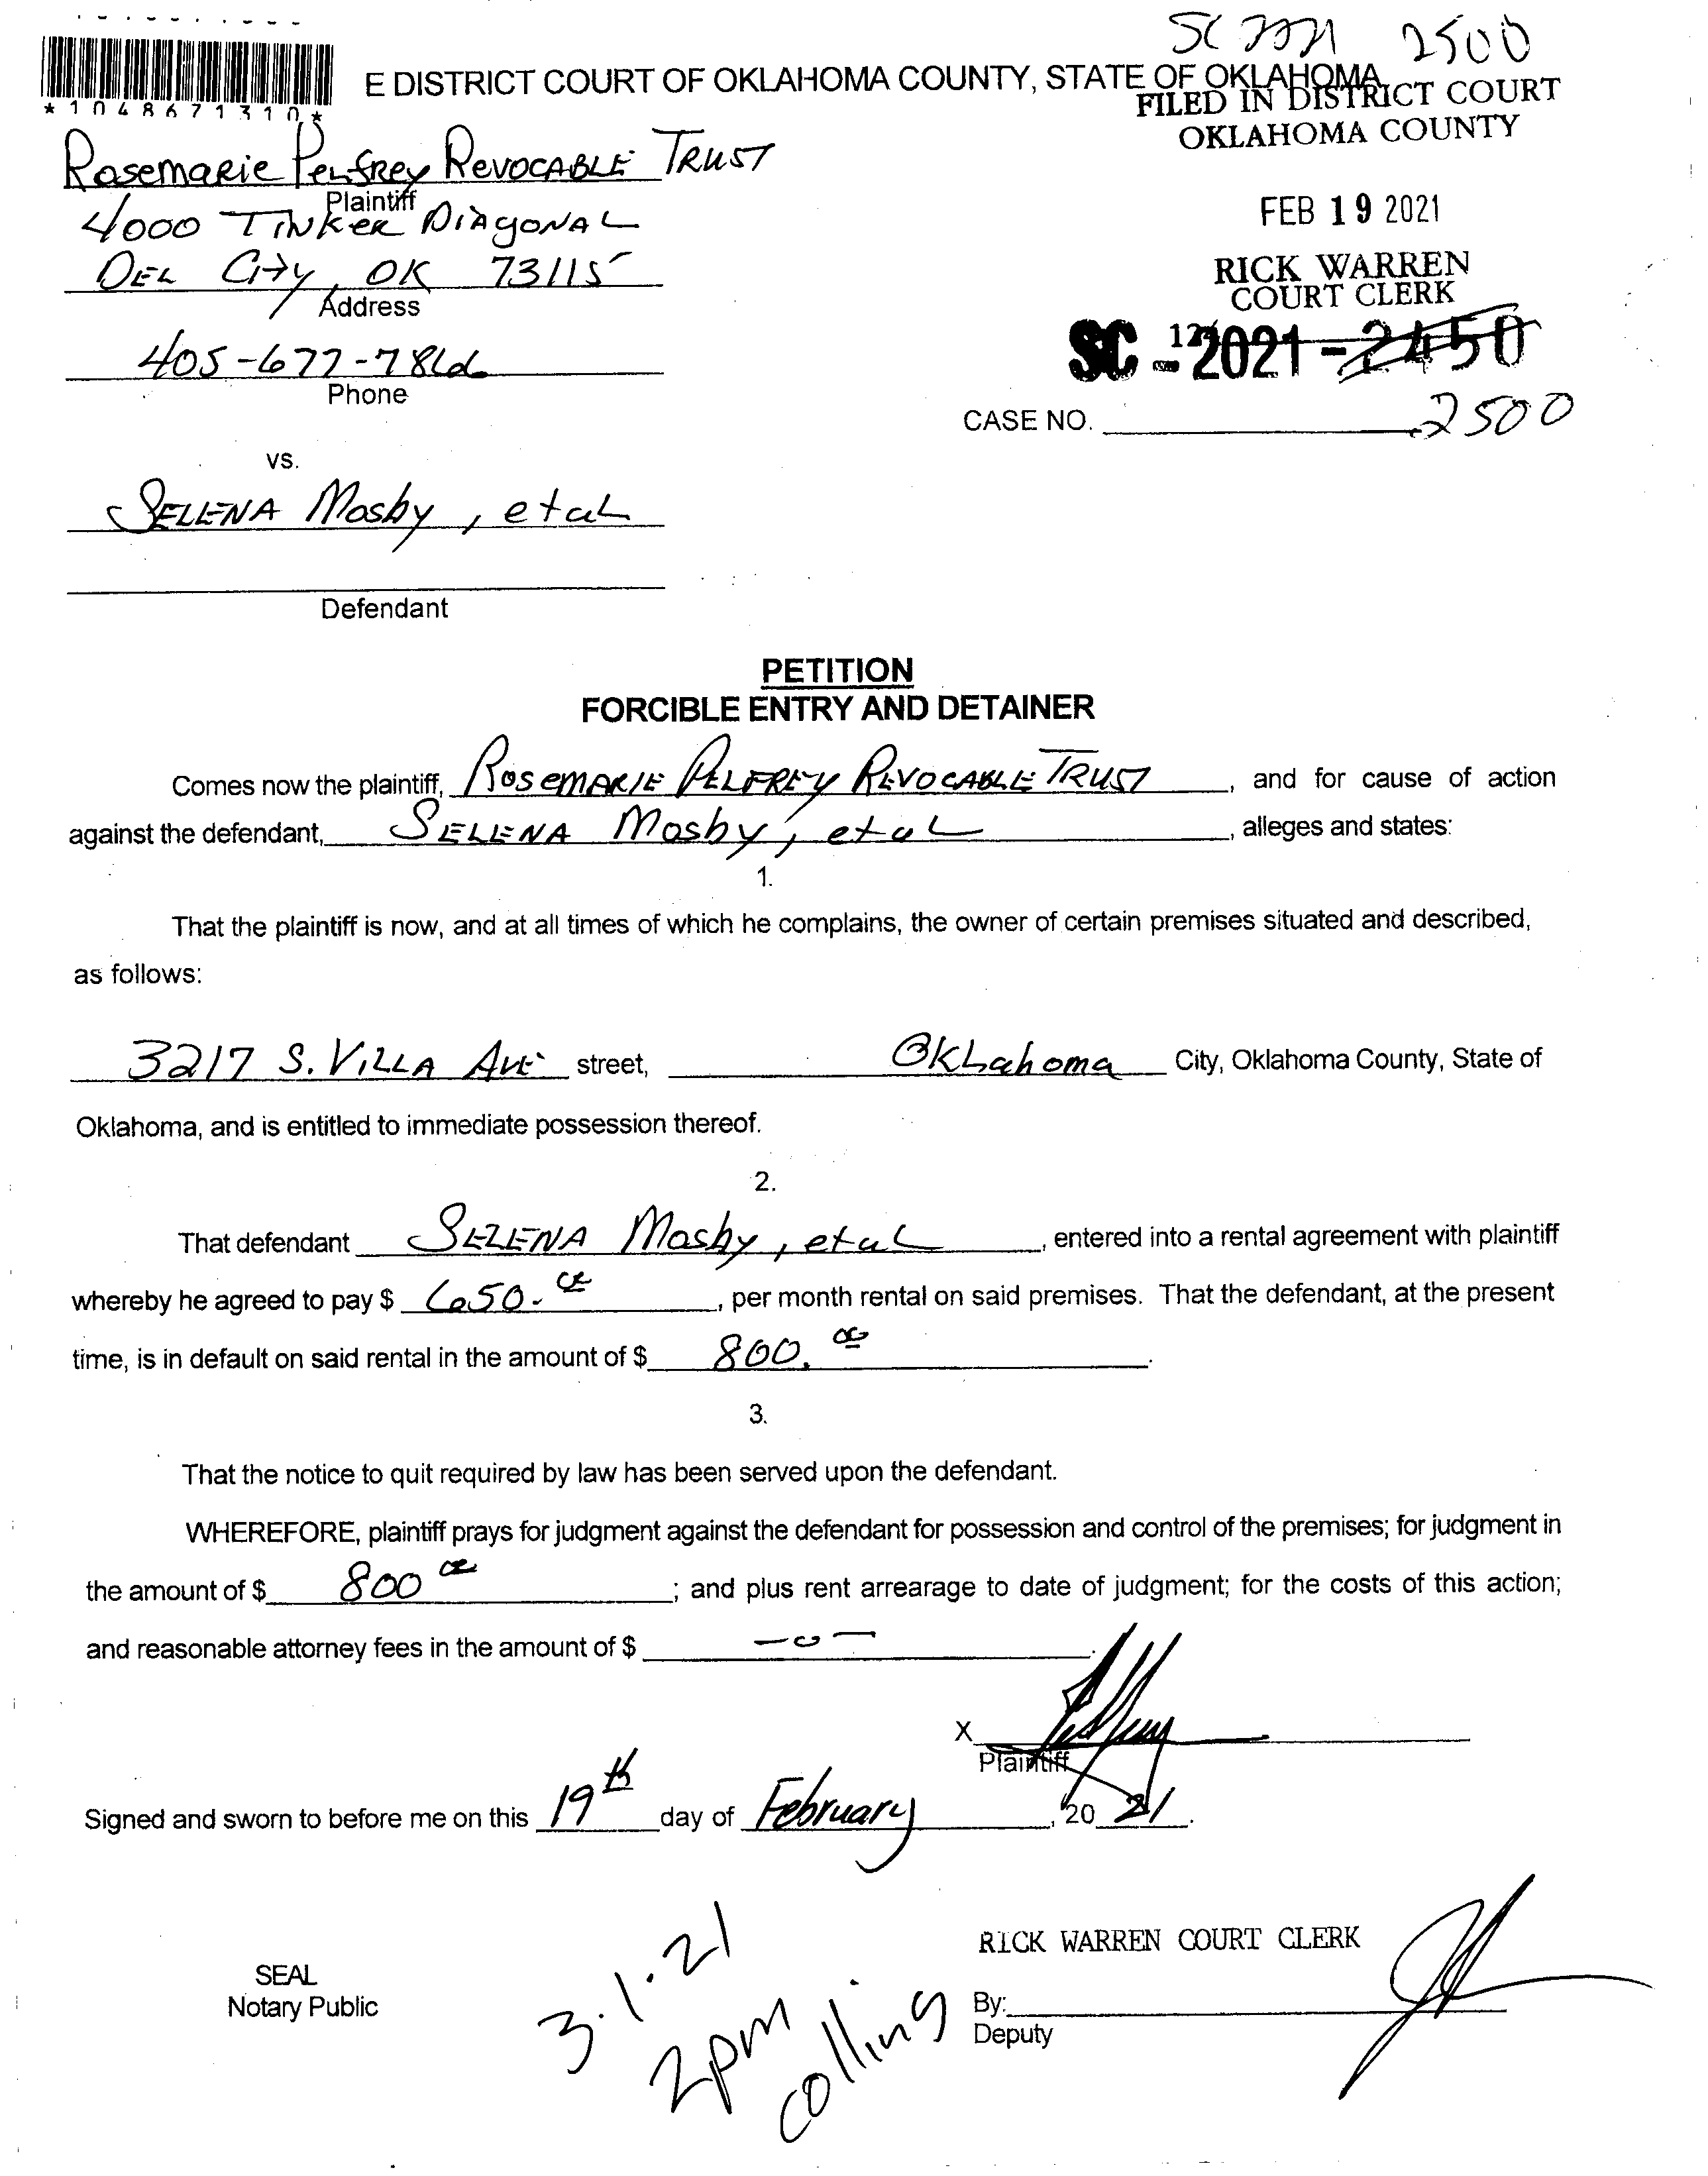 SC 2021 2500
E DISTRICT COURT OF OKLAHOMA COUNTY, STATE OF OKLAHOMA
FILED IN DISTRICT COURT
OKLAHOMA COUNTY
*1048671310*
Rosemarie Pelfrey Revocable Trust
Plaintiff
4000 Tinker Diagonal
Del City, OK 73115
Address
FEB 19 2021
RICK WARREN
COURT CLERK
405-677-7866
Phone
SC - 2021 - 2450
CASE NO. 2500
vs.
Selena Mosby, et al
Defendant
PETITION
FORCIBLE ENTRY AND DETAINER
Comes now the plaintiff, Rosemarie Pelfrey Revocable Trust, and for cause of action
against the defendant, Selena Mosby, et al, alleges and states:
1.
That the plaintiff is now, and at all times of which he complains, the owner of certain premises situated and described,
as follows:
3217 S. Villa Ave street, Oklahoma City, Oklahoma County, State of
Oklahoma, and is entitled to immediate possession thereof.
2.
That defendant Selena Mosby, et al, entered into a rental agreement with plaintiff
whereby he agreed to pay $ 650.00, per month rental on said premises. That the defendant, at the present
time, is in default on said rental in the amount of $ 800.00.
3.
That the notice to quit required by law has been served upon the defendant.
WHEREFORE, plaintiff prays for judgment against the defendant for possession and control of the premises; for judgment in
the amount of $ 800 00; and plus rent arrearage to date of judgment; for the costs of this action;
and reasonable attorney fees in the amount of $ -0-.
X
Plaintiff
Signed and sworn to before me on this 19th day of February, 20 21.
RICK WARREN COURT CLERK
SEAL
Notary Public
By:
Deputy
3.1.21
2pm
collins